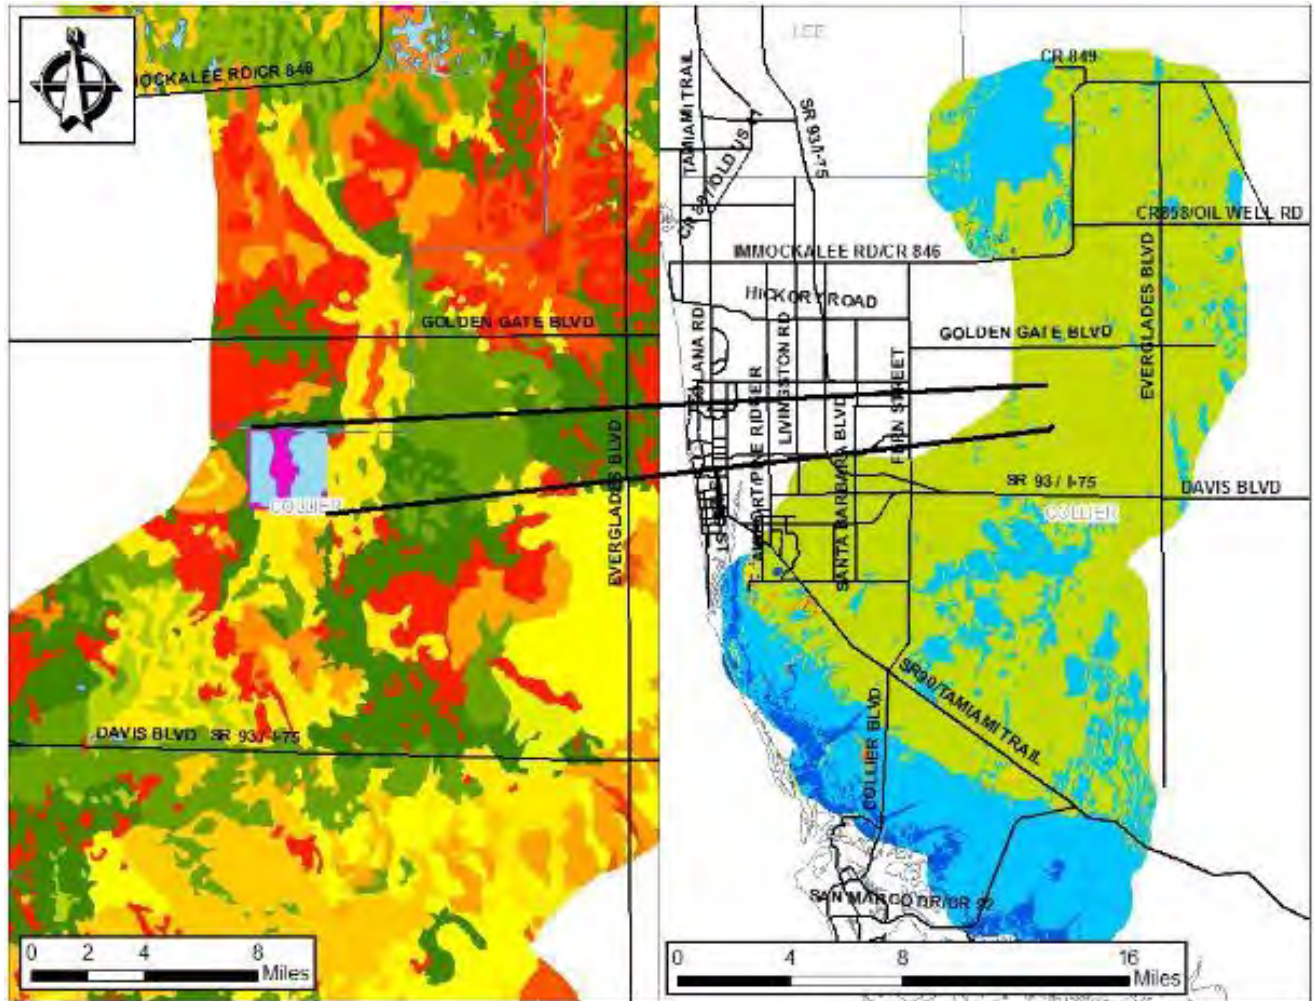 N
MOCKALEE RD/CR 846
GOLDEN GATE BLVD
EVERGLADES BLVD
COLLIER
DAVIS BLVD SR 93 / I-75
0 2 4 8
Miles
LEE
CR 849
TAMIAMI TRAIL
SR 93/I-75
CR858/OIL WELL RD
IMMOCKALEE RD/CR 846
HICKORY ROAD
GOLDEN GATE BLVD
EVERGLADES BLVD
LIVINGSTON RD
SANTA BARBARA BLVD
SR 93 / I-75
DAVIS BLVD
COLLIER
SR90/TAMIAMI TRAIL
COLLIER BLVD
0 4 8 16
Miles